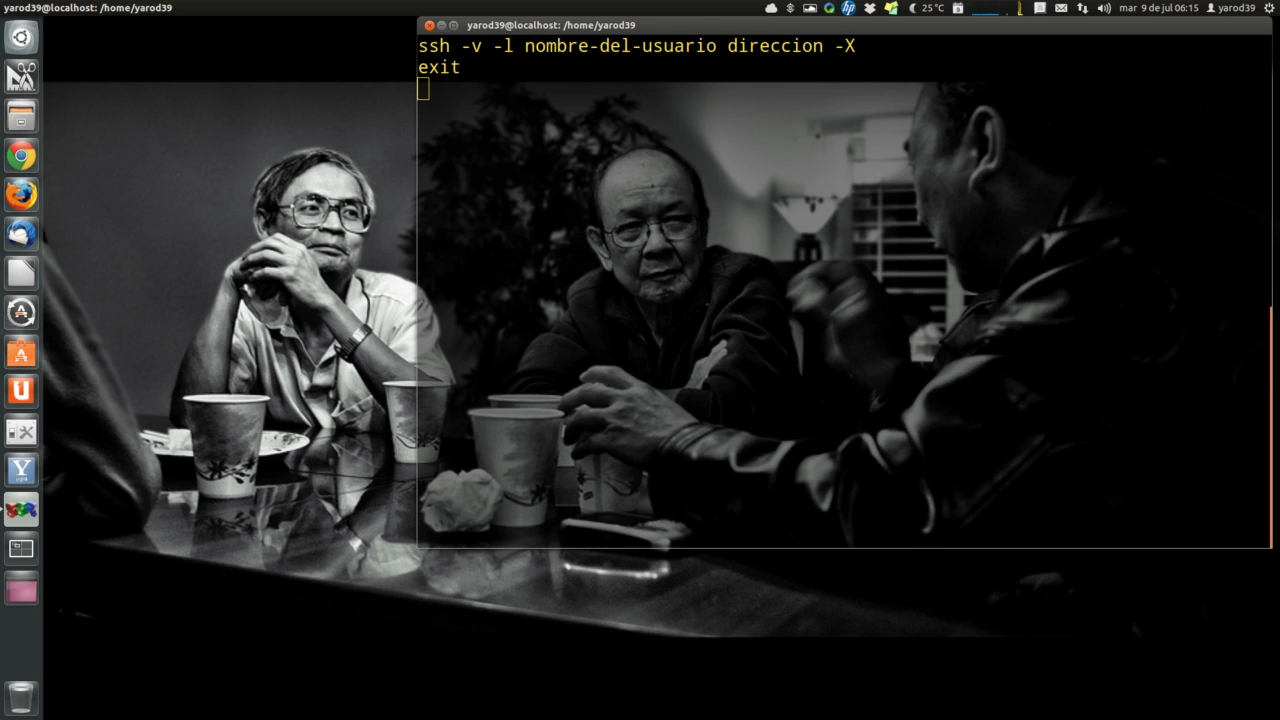 yarod39@localhost: /home/yarod39
25°C
mar 9 de jul 06:15
yarod39
yarod39@localhost: /home/yarod39
ssh -v -l nombre-del-usuario direccion -X
exit